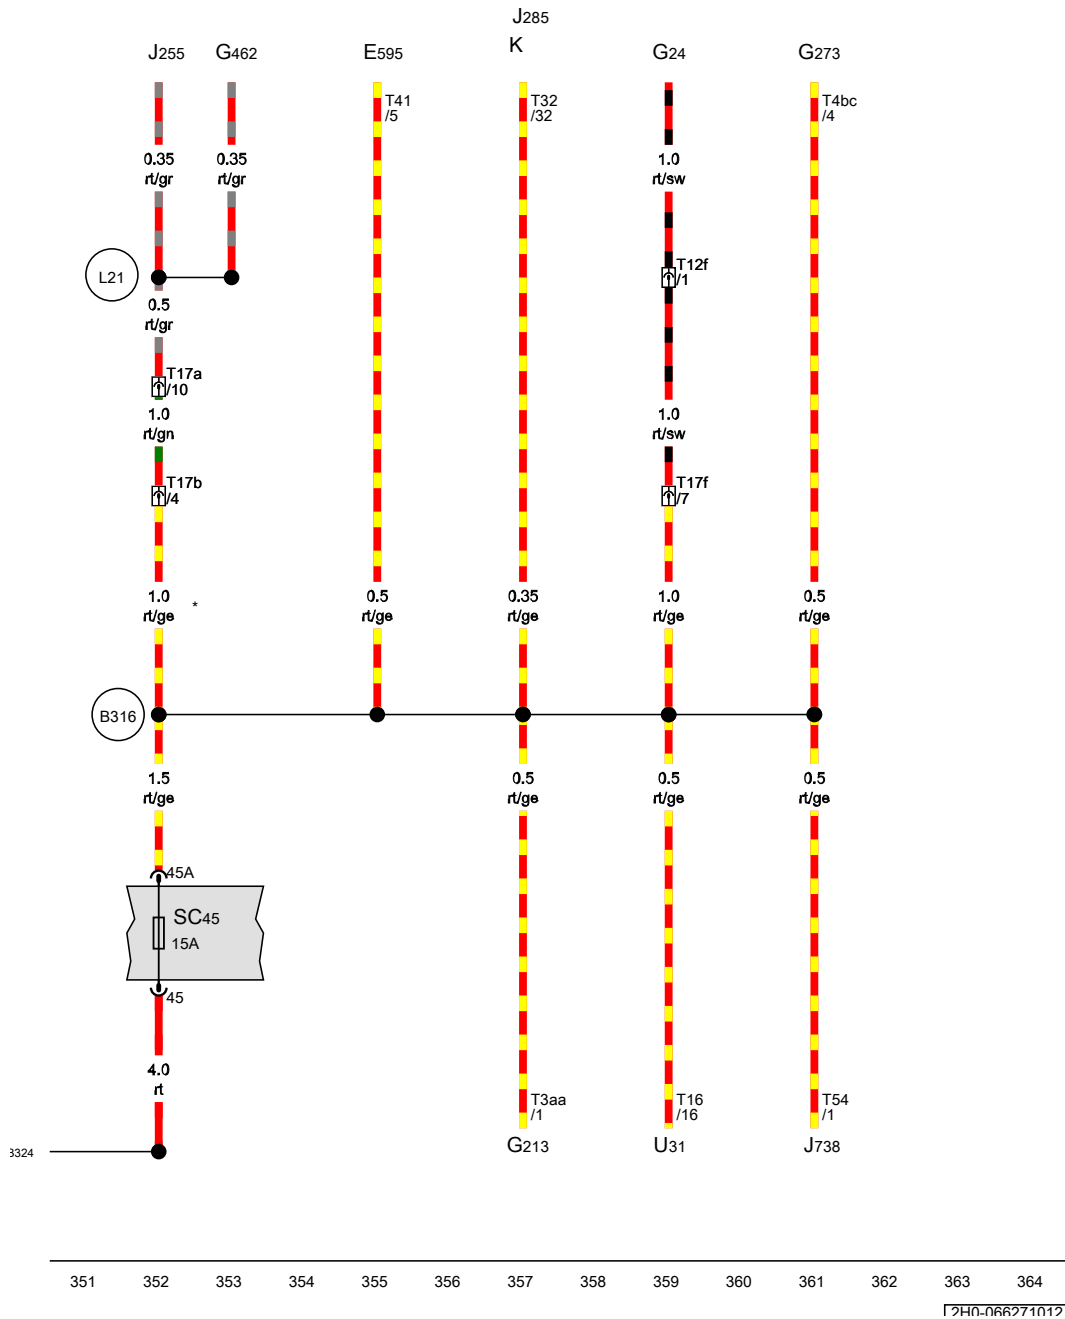 J285
K
J255
G462
E595
G24
G273
T41
/5
T32
/32
T4bc
/4
0.35
rt/gr
0.35
rt/gr
1.0
rt/sw
L21
T12f
/1
0.5
rt/gr
T17a
/10
1.0
rt/gn
1.0
rt/sw
T17b
/4
T17f
/7
1.0
rt/ge
*
0.5
rt/ge
0.35
rt/ge
1.0
rt/ge
0.5
rt/ge
B316
1.5
rt/ge
0.5
rt/ge
0.5
rt/ge
0.5
rt/ge
45A
SC45
15A
45
4.0
rt
T3aa
/1
T16
/16
T54
/1
G213
U31
J738
3324
351 352 353 354 355 356 357 358 359 360 361 362 363 364
2H0-066271012